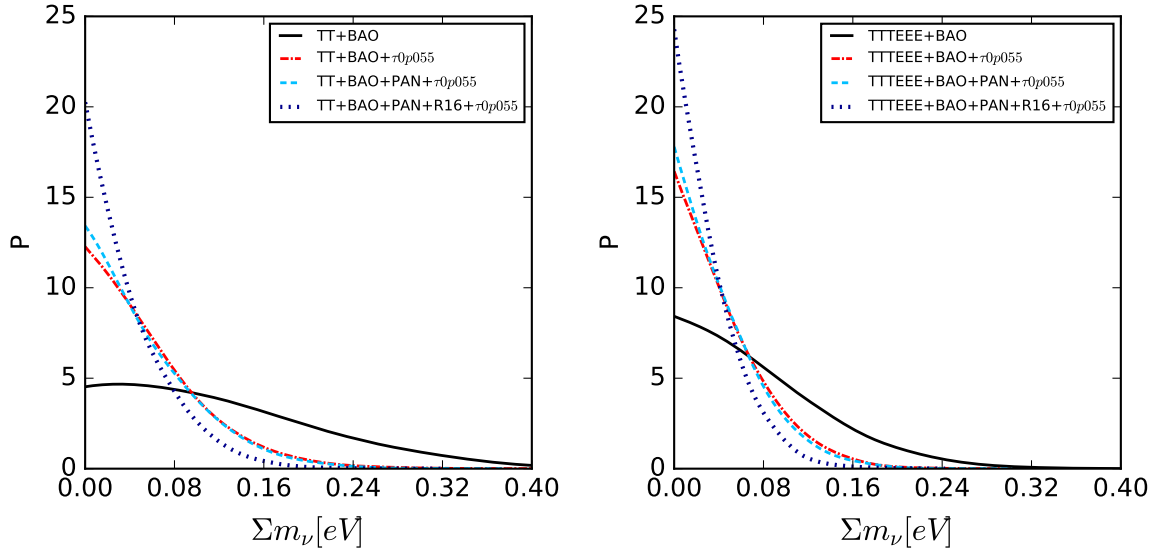 25
20
15
10
5
0
P
0.00 0.08 0.16 0.24 0.32 0.40
Σm_ν[eV]
TT+BAO
TT+BAO+τ0p055
TT+BAO+PAN+τ0p055
TT+BAO+PAN+R16+τ0p055
25
20
15
10
5
0
P
0.00 0.08 0.16 0.24 0.32 0.40
Σm_ν[eV]
TTTEEE+BAO
TTTEEE+BAO+τ0p055
TTTEEE+BAO+PAN+τ0p055
TTTEEE+BAO+PAN+R16+τ0p055